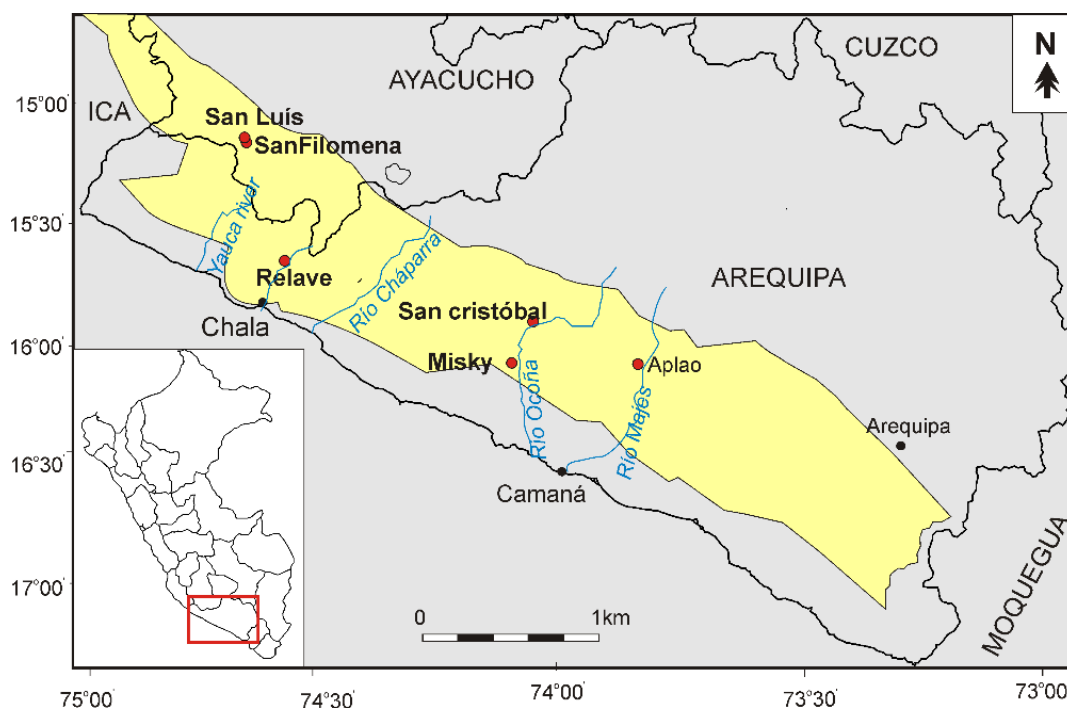 N
CUZCO
AYACUCHO
15°00'
ICA
San Luís
SanFilomena
15°30'
Yauca river
Río Cháparra
Relave
AREQUIPA
Chala
San cristóbal
16°00'
Misky
Aplao
Río Ocoña
Río Majes
Arequipa
16°30'
Camaná
17°00'
0 1km
MOQUEGUA
75°00'
74°30'
74°00'
73°30'
73°00'